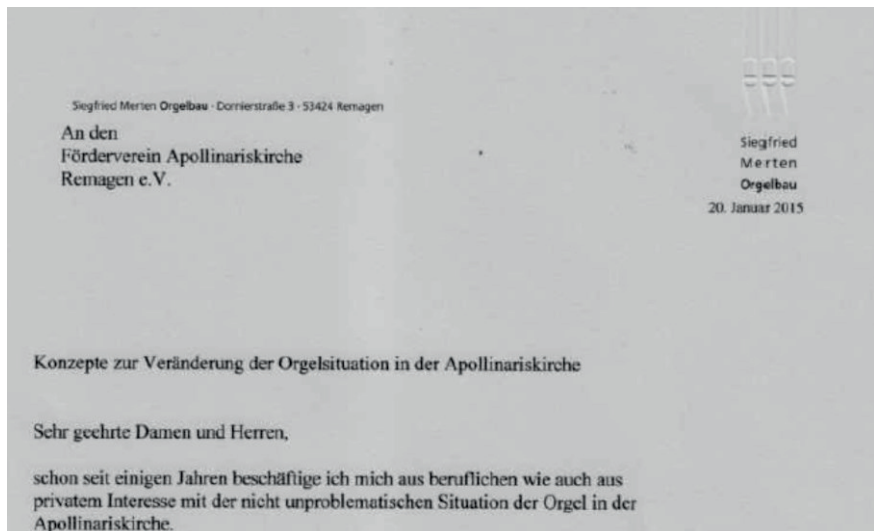 Siegfried Merten Orgelbau · Dornierstraße 3 · 53424 Remagen
An den
Förderverein Apollinariskirche
Remagen e.V.
Siegfried
Merten
Orgelbau
20. Januar 2015
Konzepte zur Veränderung der Orgelsituation in der Apollinariskirche
Sehr geehrte Damen und Herren,
schon seit einigen Jahren beschäftige ich mich aus beruflichen wie auch aus
privatem Interesse mit der nicht unproblematischen Situation der Orgel in der
Apollinariskirche.